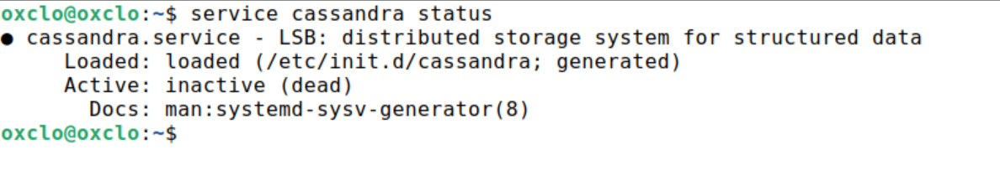 oxclo@oxclo:~$ service cassandra status
● cassandra.service - LSB: distributed storage system for structured data
     Loaded: loaded (/etc/init.d/cassandra; generated)
     Active: inactive (dead)
       Docs: man:systemd-sysv-generator(8)
oxclo@oxclo:~$